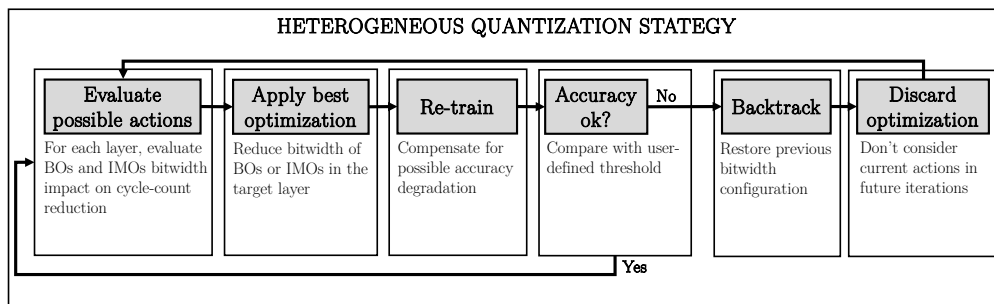 HETEROGENEOUS QUANTIZATION STATEGY
Evaluate
possible actions
For each layer, evaluate
BOs and IMOs bitwidth
impact on cycle-count
reduction
Apply best
optimization
Reduce bitwidth of
BOs or IMOs in the
target layer
Re-train
Compensate for
possible accuracy
degradation
Accuracy
ok?
Compare with user-
defined threshold
No
Yes
Backtrack
Restore previous
bitwidth
configuration
Discard
optimization
Don't consider
current actions in
future iterations